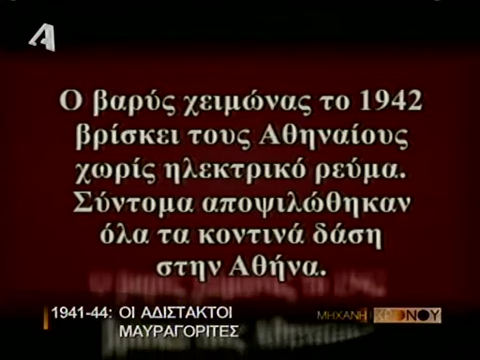 A
Ο βαρύς χειμώνας το 1942
βρίσκει τους Αθηναίους
χωρίς ηλεκτρικό ρεύμα.
Σύντομα αποψιλώθηκαν
όλα τα κοντινά δάση
στην Αθήνα.
1941-44: ΟΙ ΑΔΙΣΤΑΚΤΟΙ
ΜΑΥΡΑΓΟΡΙΤΕΣ
ΜΗΧΑΝΗ ΧΡΟΝΟΥ